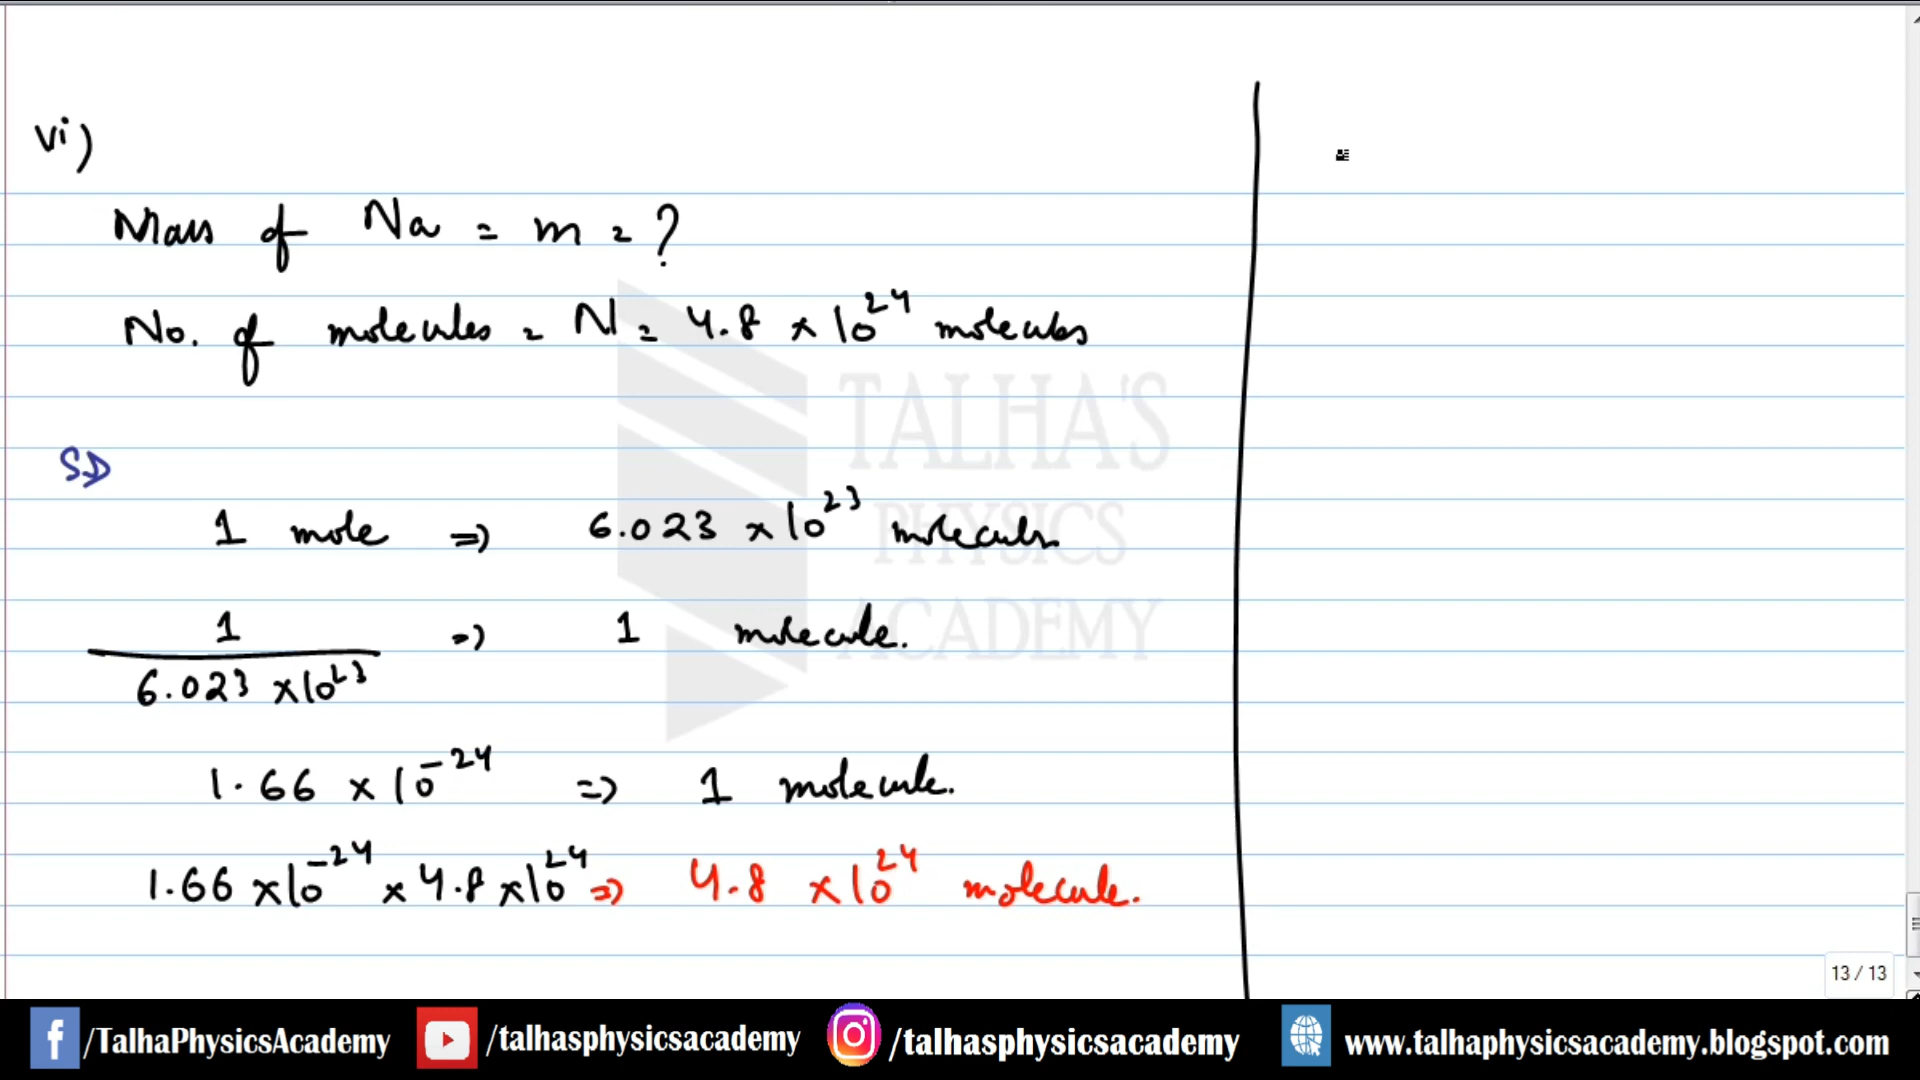 vi)
Mass of Na = m = ?
No. of molecules = N = 4.8 x 10^24 molecules
TALHA'S
PHYSICS
ACADEMY
Sol
1 mole => 6.023 x 10^23 molecules
1 => 1 molecule.
6.023 x 10^23
1.66 x 10^-24 => 1 molecule.
1.66 x 10^-24 x 4.8 x 10^24 => 4.8 x 10^24 molecule.
13 / 13
/TalhaPhysicsAcademy /talhasphysicsacademy /talhasphysicsacademy www.talhaphysicsacademy.blogspot.com